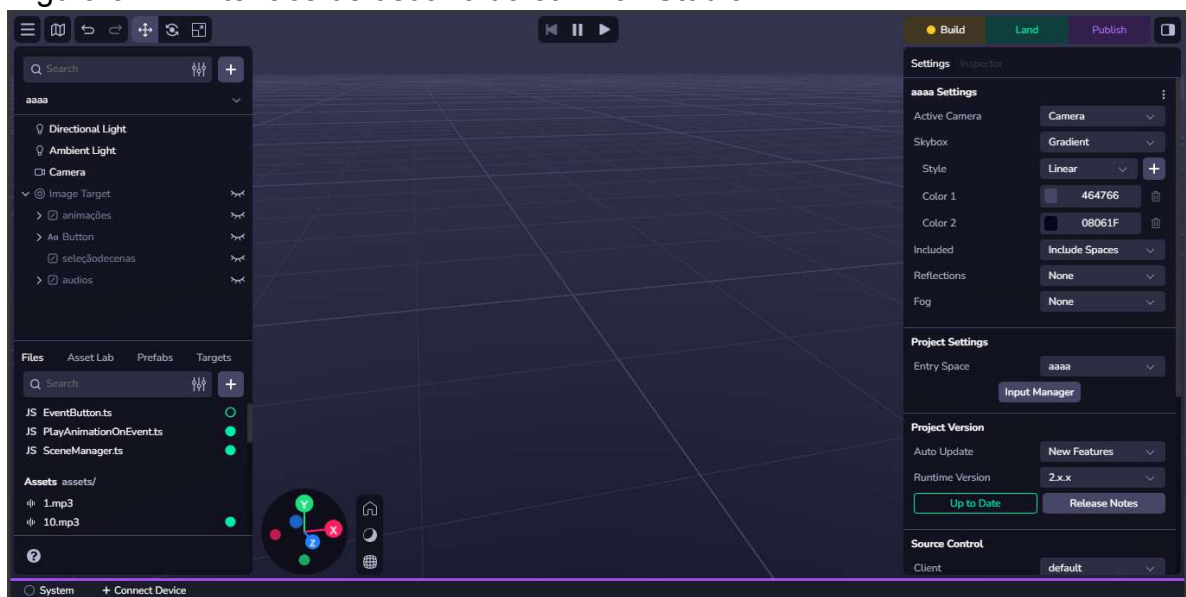 Build Land Publish
Search
aaaa
Directional Light
Ambient Light
Camera
Image Target
animações
Aa Button
seleçãodecenas
audios
Files Asset Lab Prefabs Targets
Search
JS EventButton.ts
JS PlayAnimationOnEvent.ts
JS SceneManager.ts
Assets assets/
1.mp3
10.mp3
Y
X
Z
System + Connect Device
Settings Inspector
aaaa Settings
Active Camera Camera
Skybox Gradient
Style Linear
Color 1 464766
Color 2 08061F
Included Include Spaces
Reflections None
Fog None
Project Settings
Entry Space aaaa
Input Manager
Project Version
Auto Update New Features
Runtime Version 2.x.x
Up to Date Release Notes
Source Control
Client default